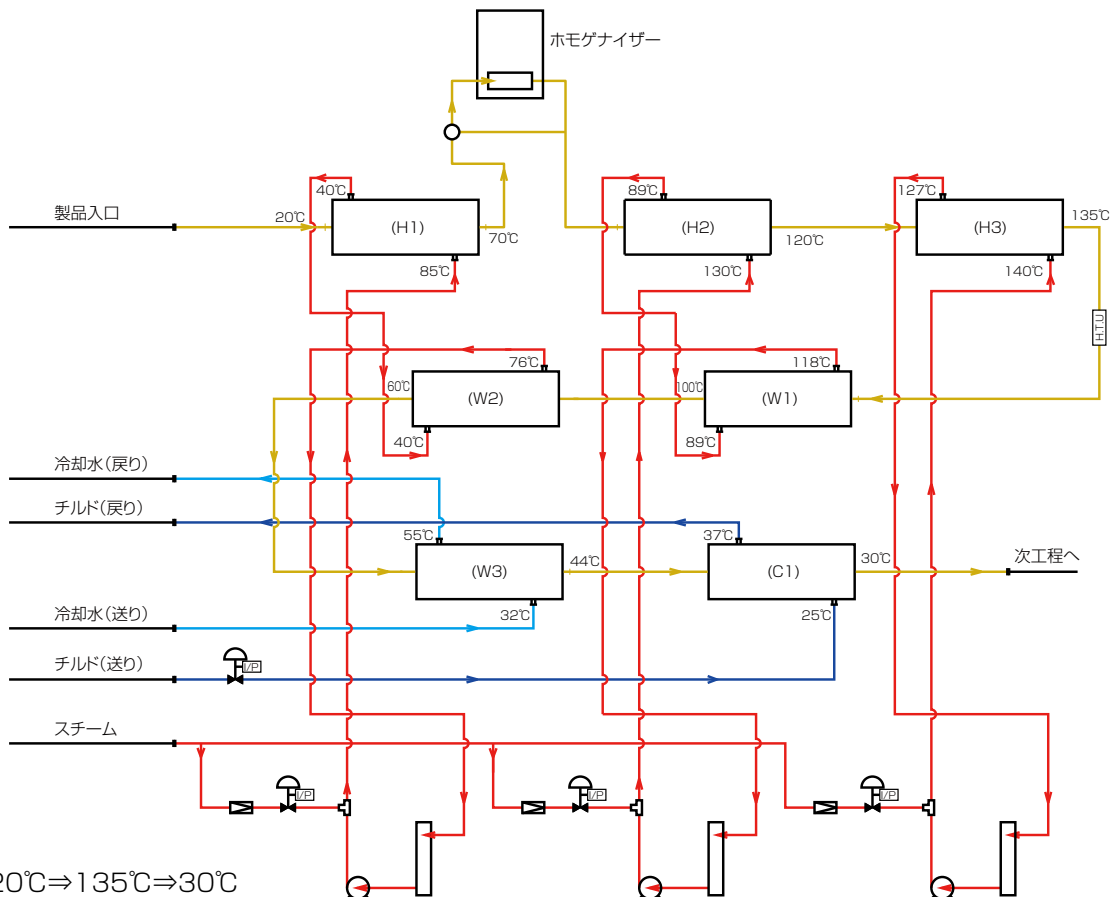 ホモゲナイザー
40℃
89℃
127℃
製品入口
20℃
(H1)
(H2)
(H3)
135℃
70℃
120℃
85℃
130℃
140℃
H.T.U
76℃
118℃
60℃
(W2)
100℃
(W1)
40℃
89℃
冷却水(戻り)
チルド(戻り)
55℃
37℃
(W3)
44℃
(C1)
30℃
次工程へ
冷却水(送り)
32℃
25℃
チルド(送り)
I/P
スチーム
I/P
I/P
I/P
20℃⇒135℃⇒30℃